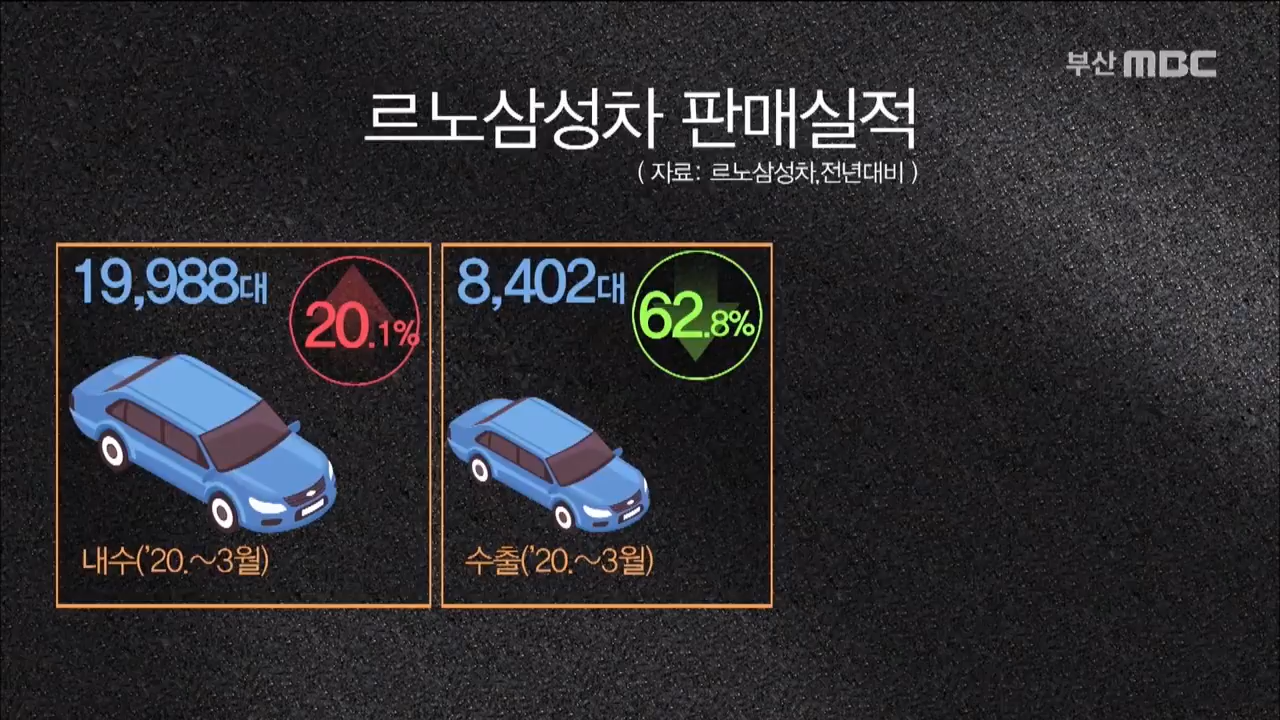 부산 MBC
르노삼성차 판매실적
( 자료: 르노삼성차,전년대비 )
19,988대
20.1%
내수('20.~3월)
8,402대
62.8%
수출('20.~3월)